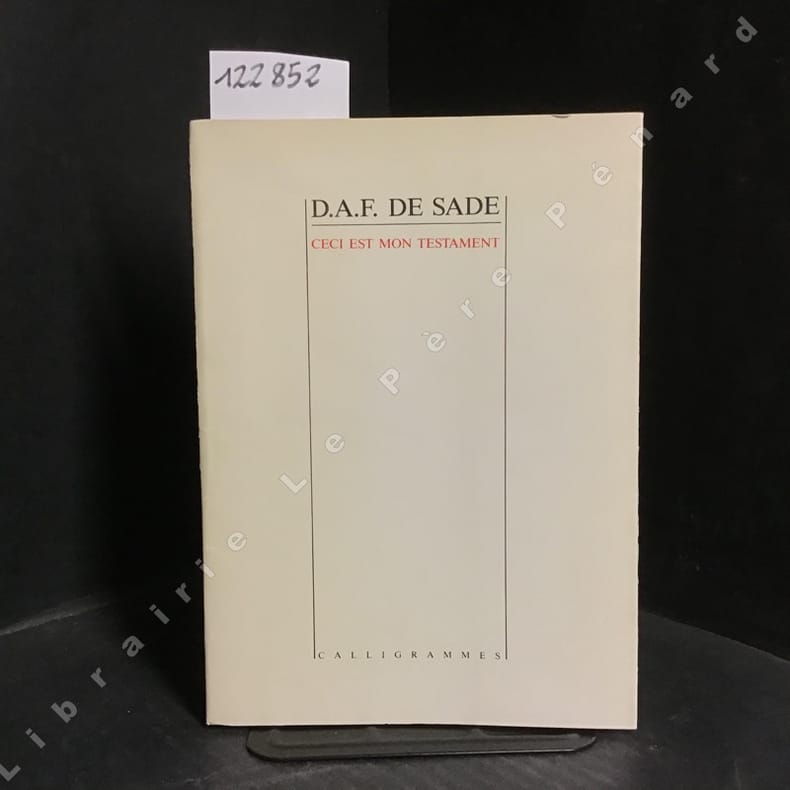 122852
D.A.F. DE SADE
CECI EST MON TESTAMENT
CALLIGRAMMES
Librairie Le Père Pénard